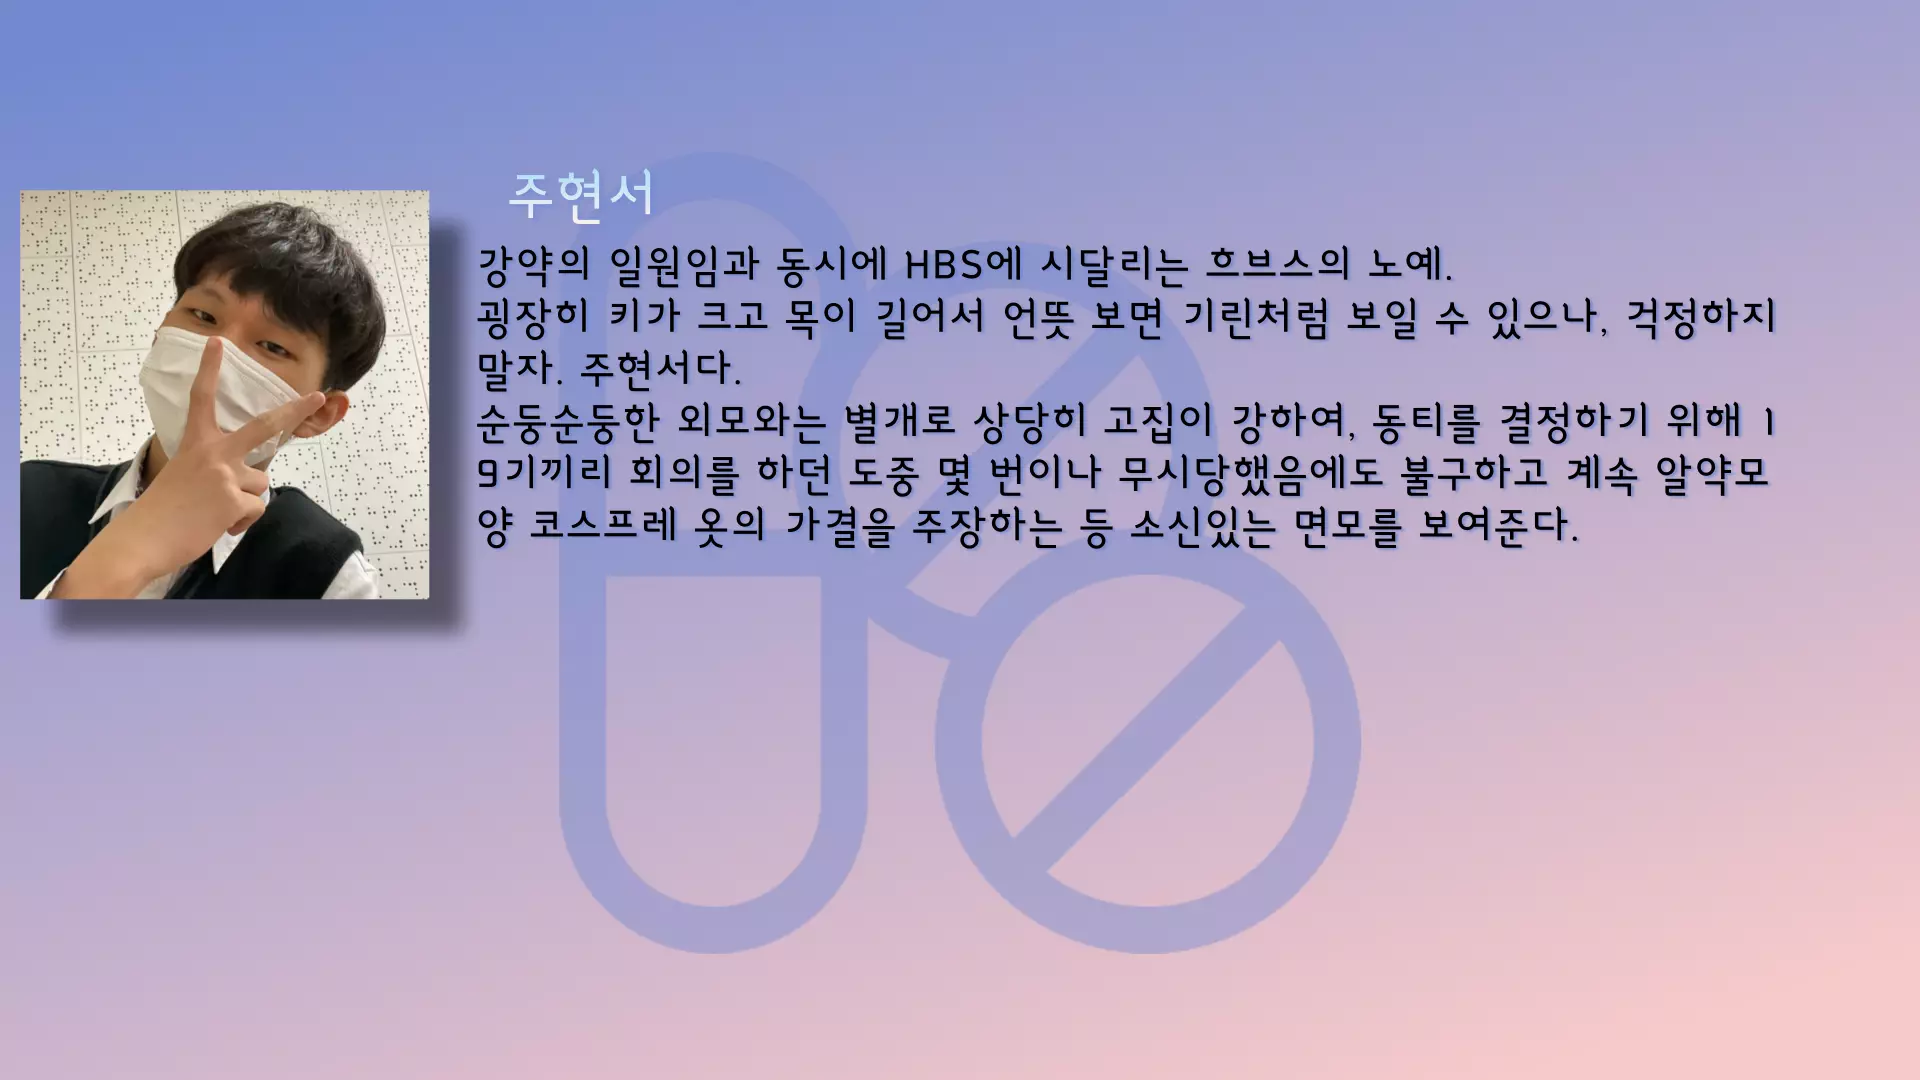 주현서
강약의 일원임과 동시에 HBS에 시달리는 흐브스의 노예.
굉장히 키가 크고 목이 길어서 언뜻 보면 기린처럼 보일 수 있으나, 걱정하지
말자. 주현서다.
순둥순둥한 외모와는 별개로 상당히 고집이 강하여, 동티를 결정하기 위해 1
9기끼리 회의를 하던 도중 몇 번이나 무시당했음에도 불구하고 계속 알약모
양 코스프레 옷의 가결을 주장하는 등 소신있는 면모를 보여준다.